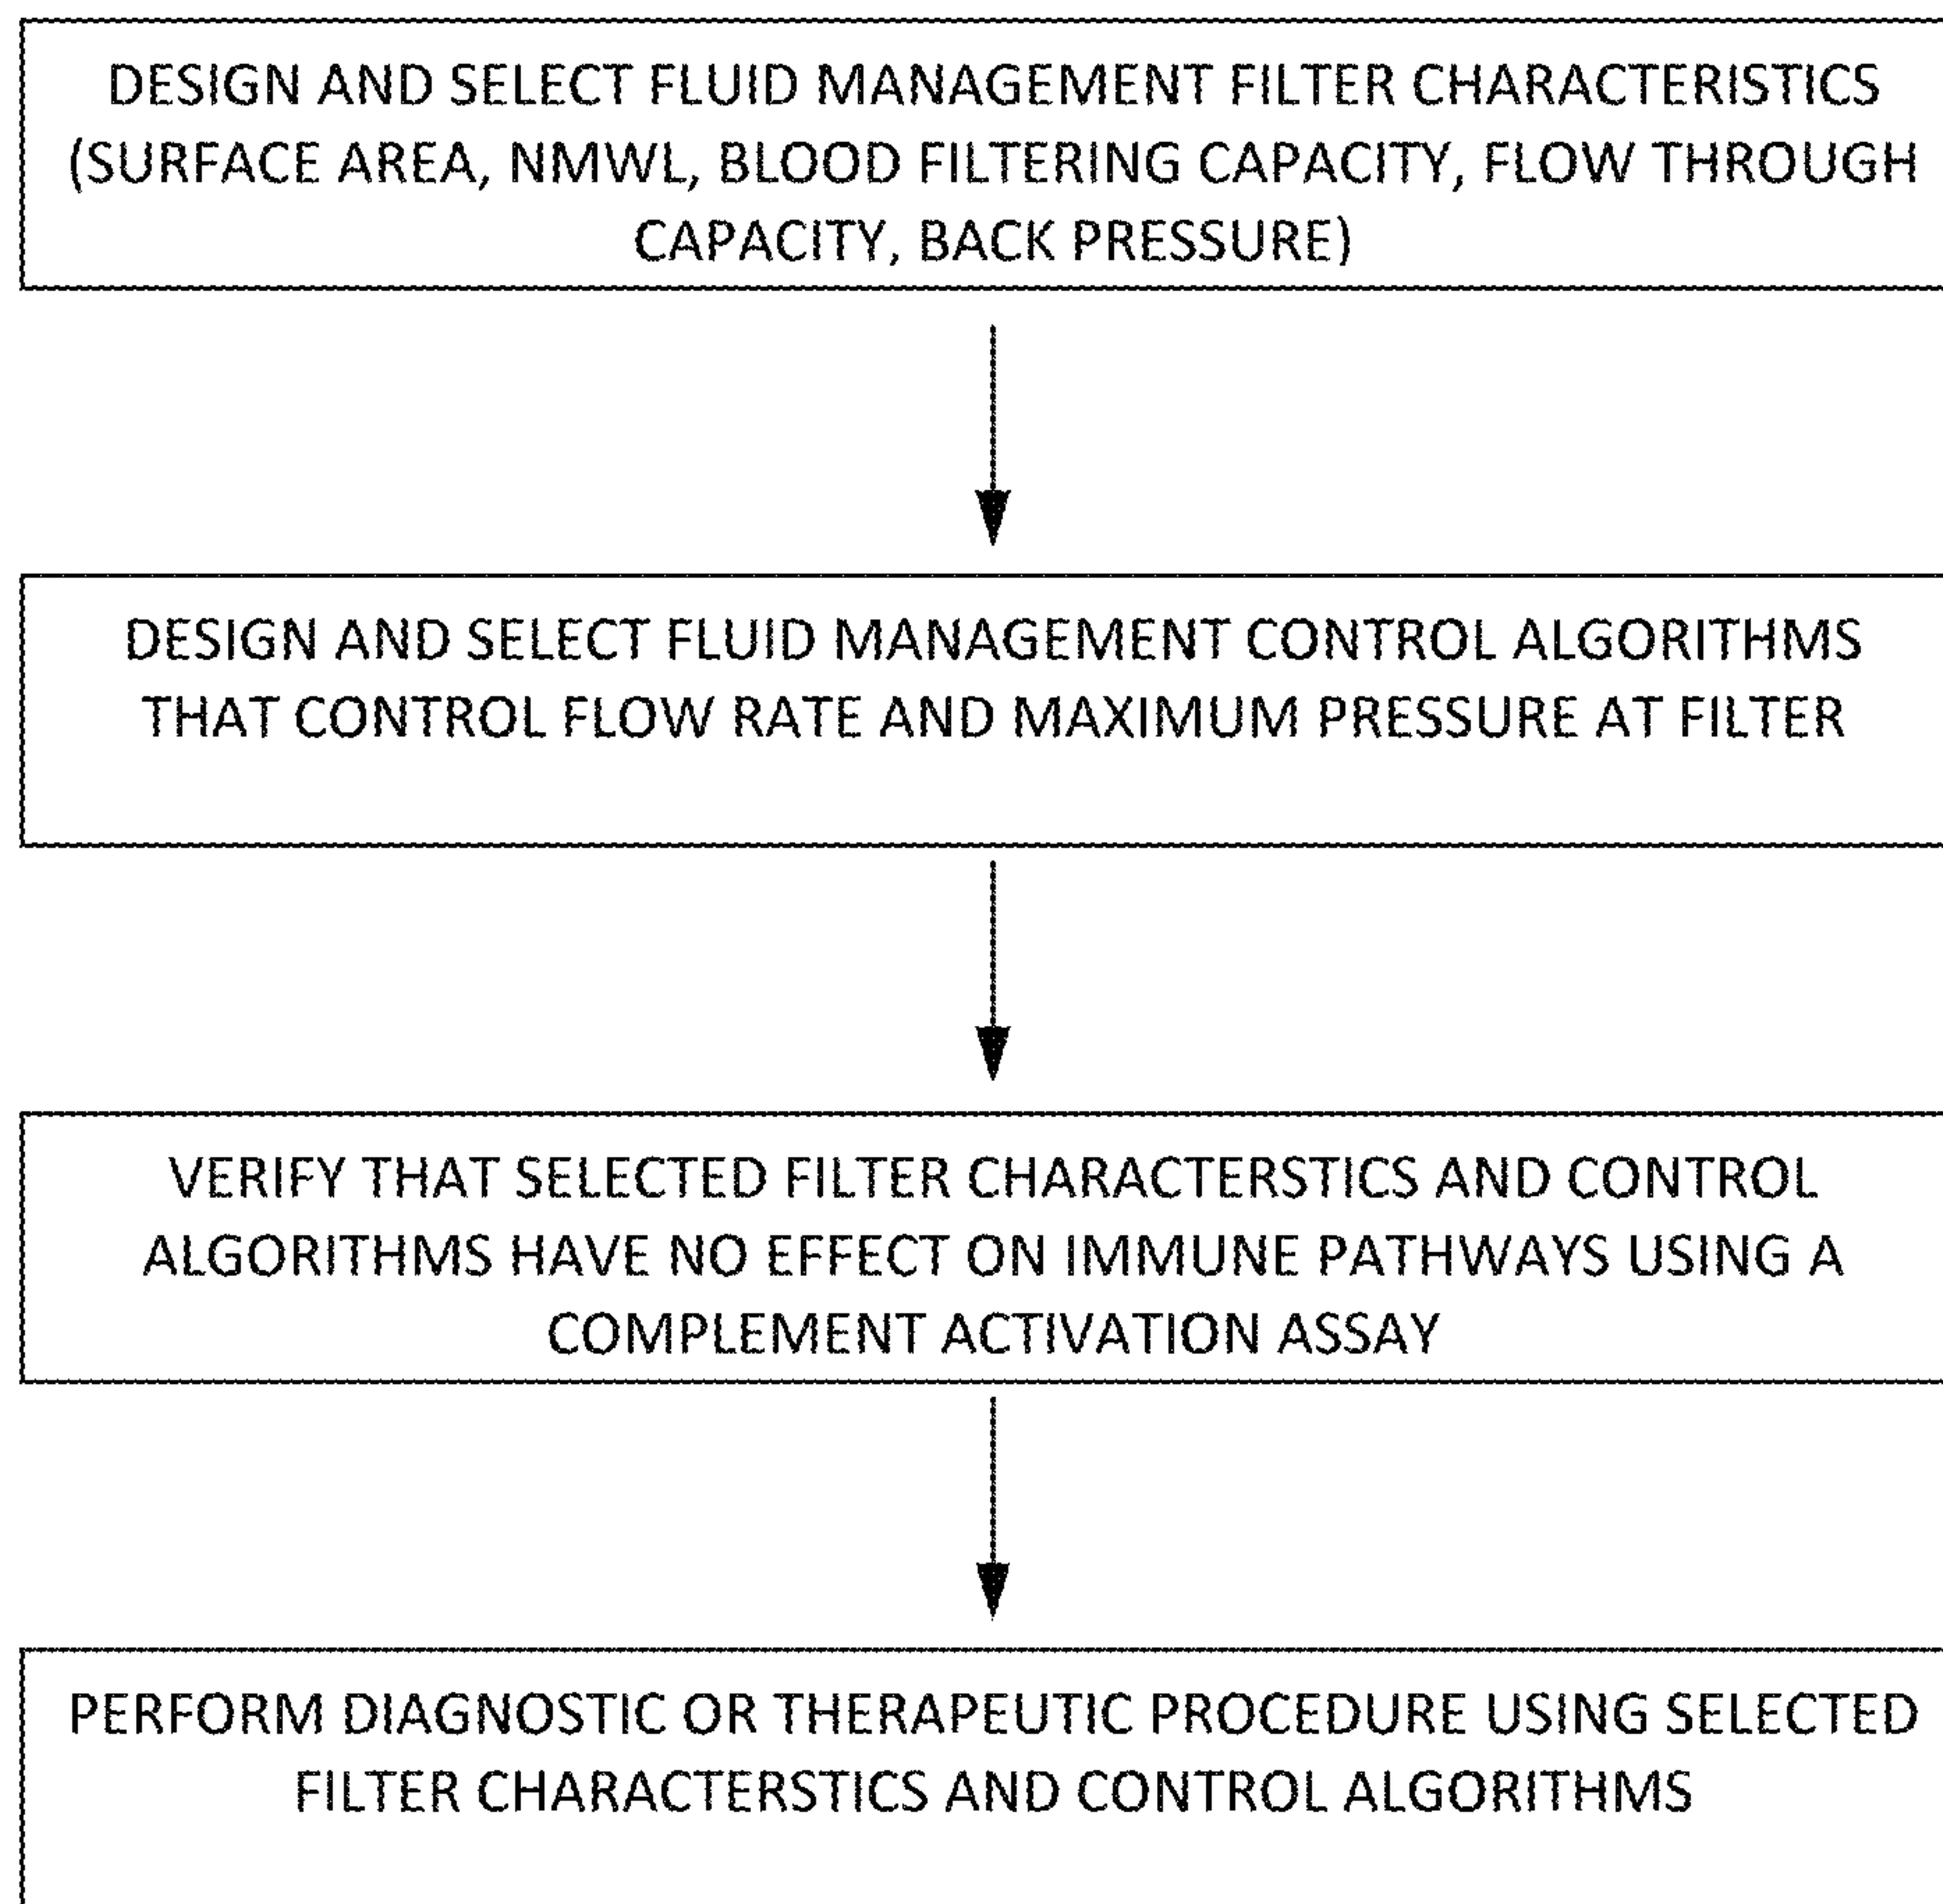 DESIGN AND SELECT FLUID MANAGEMENT FILTER CHARACTERISTICS
(SURFACE AREA, NMWL, BLOOD FILTERING CAPACITY, FLOW THROUGH
CAPACITY, BACK PRESSURE)
DESIGN AND SELECT FLUID MANAGEMENT CONTROL ALGORITHMS
THAT CONTROL FLOW RATE AND MAXIMUM PRESSURE AT FILTER
VERIFY THAT SELECTED FILTER CHARACTERSTICS AND CONTROL
ALGORITHMS HAVE NO EFFECT ON IMMUNE PATHWAYS USING A
COMPLEMENT ACTIVATION ASSAY
PERFORM DIAGNOSTIC OR THERAPEUTIC PROCEDURE USING SELECTED
FILTER CHARACTERSTICS AND CONTROL ALGORITHMS